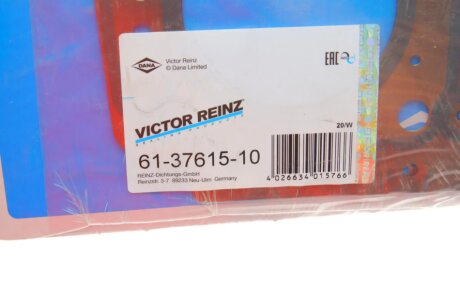 DANA
Victor Reinz
© Dana Limited
EAC
VICTOR REINZ
20/W
61-37615-10
REINZ-Dichtungs-GmbH
Reinzstr. 3-7 89233 Neu-Ulm Germany
4 026634 015766